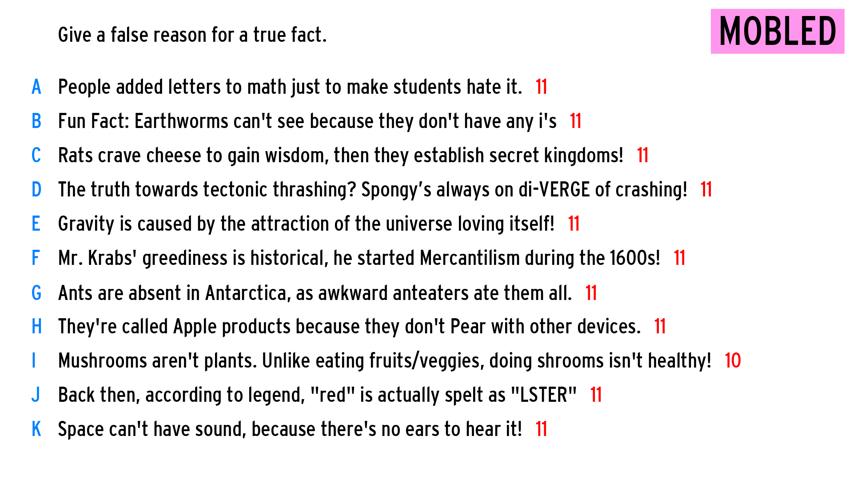 Give a false reason for a true fact.
MOBLED
A People added letters to math just to make students hate it. 11
B Fun Fact: Earthworms can't see because they don't have any i's 11
C Rats crave cheese to gain wisdom, then they establish secret kingdoms! 11
D The truth towards tectonic thrashing? Spongy’s always on di-VERGE of crashing! 11
E Gravity is caused by the attraction of the universe loving itself! 11
F Mr. Krabs' greediness is historical, he started Mercantilism during the 1600s! 11
G Ants are absent in Antarctica, as awkward anteaters ate them all. 11
H They're called Apple products because they don't Pear with other devices. 11
I Mushrooms aren't plants. Unlike eating fruits/veggies, doing shrooms isn't healthy! 10
J Back then, according to legend, "red" is actually spelt as "LSTER" 11
K Space can't have sound, because there's no ears to hear it! 11